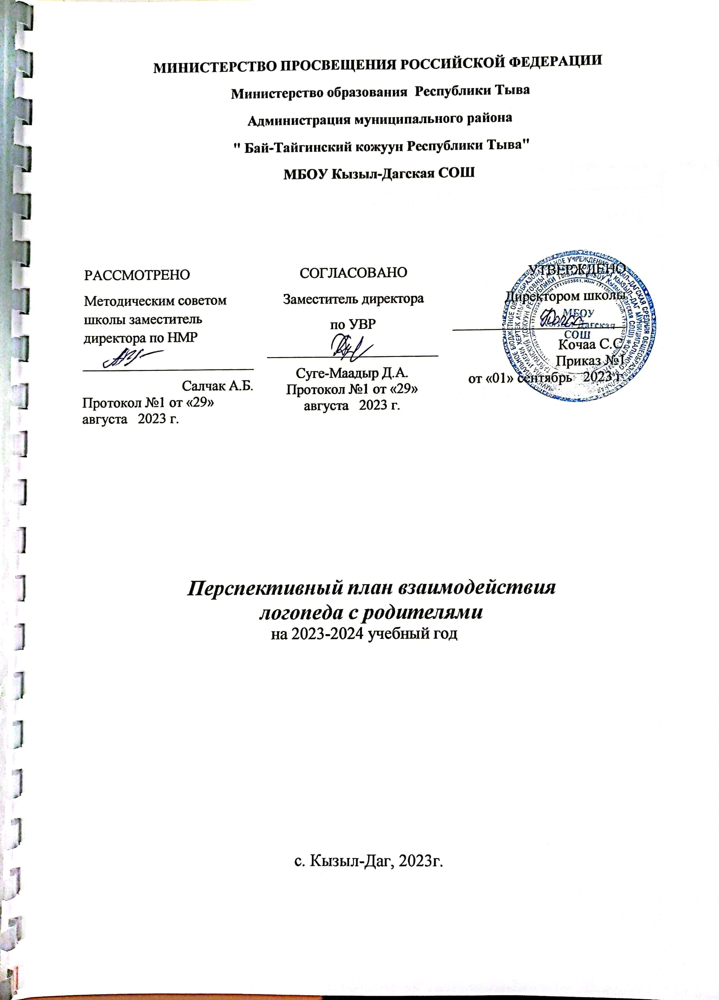 МИНИСТЕРСТВО ПРОСВЕЩЕНИЯ РОССИЙСКОЙ ФЕДЕРАЦИИ
Министерство образования Республики Тыва
Администрация муниципального района
" Бай-Тайгинский кожуун Республики Тыва"
МБОУ Кызыл-Дагская СОШ
РАССМОТРЕНО
Методическим советом
школы заместитель
директора по НМР
Салчак А.Б.
Протокол №1 от «29»
августа 2023 г.
СОГЛАСОВАНО
Заместитель директора
по УВР
Суге-Маадыр Д.А.
Протокол №1 от «29»
августа 2023 г.
УТВЕРЖДЕНО
Директором школы
МБОУ
Дагская
СОШ
Кочаа С.С
Приказ №1
от «01» сентябрь 2023 г.
Перспективный план взаимодействия
логопеда с родителями
на 2023-2024 учебный год
с. Кызыл-Даг, 2023г.